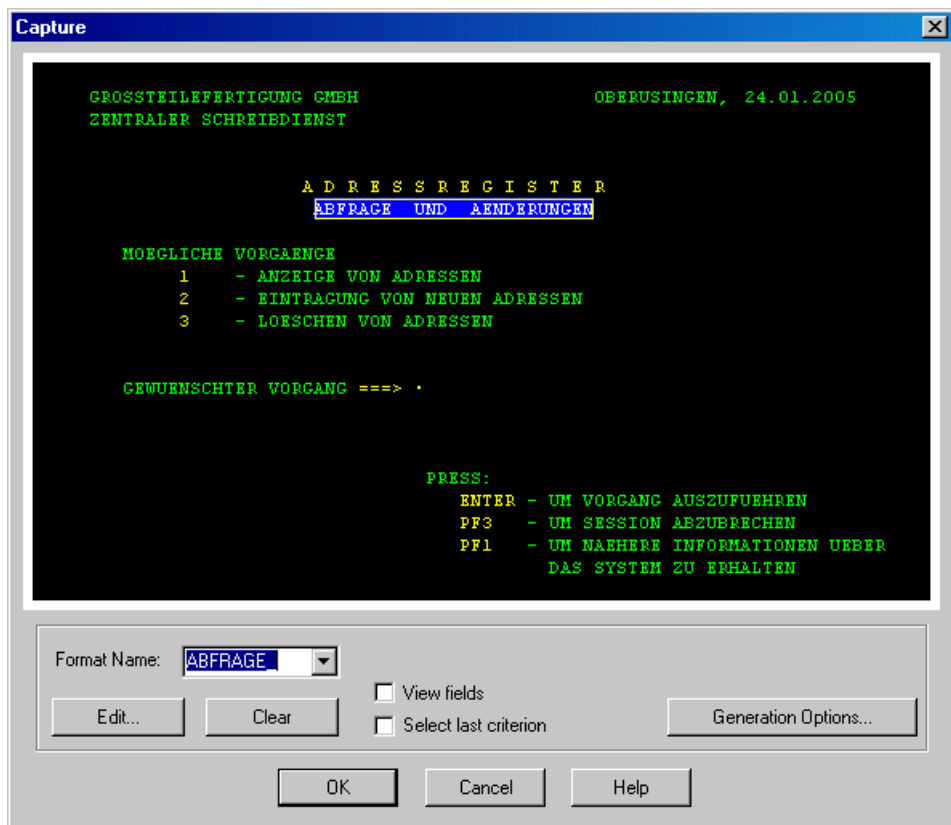 Capture
GROSSTEILEFERTIGUNG GMBH OBERUSINGEN, 24.01.2005
ZENTRALER SCHREIBDIENST
A D R E S S R E G I S T E R
ABFRAGE UND AENDERUNGEN
MOEGLICHE VORGAENGE
1 - ANZEIGE VON ADRESSEN
2 - EINTRAGUNG VON NEUEN ADRESSEN
3 - LOESCHEN VON ADRESSEN
GEWUENSCHTER VORGANG ===> ·
PRESS:
ENTER - UM VORGANG AUSZUFUEHREN
PF3 - UM SESSION ABZUBRECHEN
PF1 - UM NAEHERE INFORMATIONEN UEBER
DAS SYSTEM ZU ERHALTEN
Format Name: ABFRAGE_
View fields
Edit... Clear Generation Options...
Select last criterion
OK Cancel Help